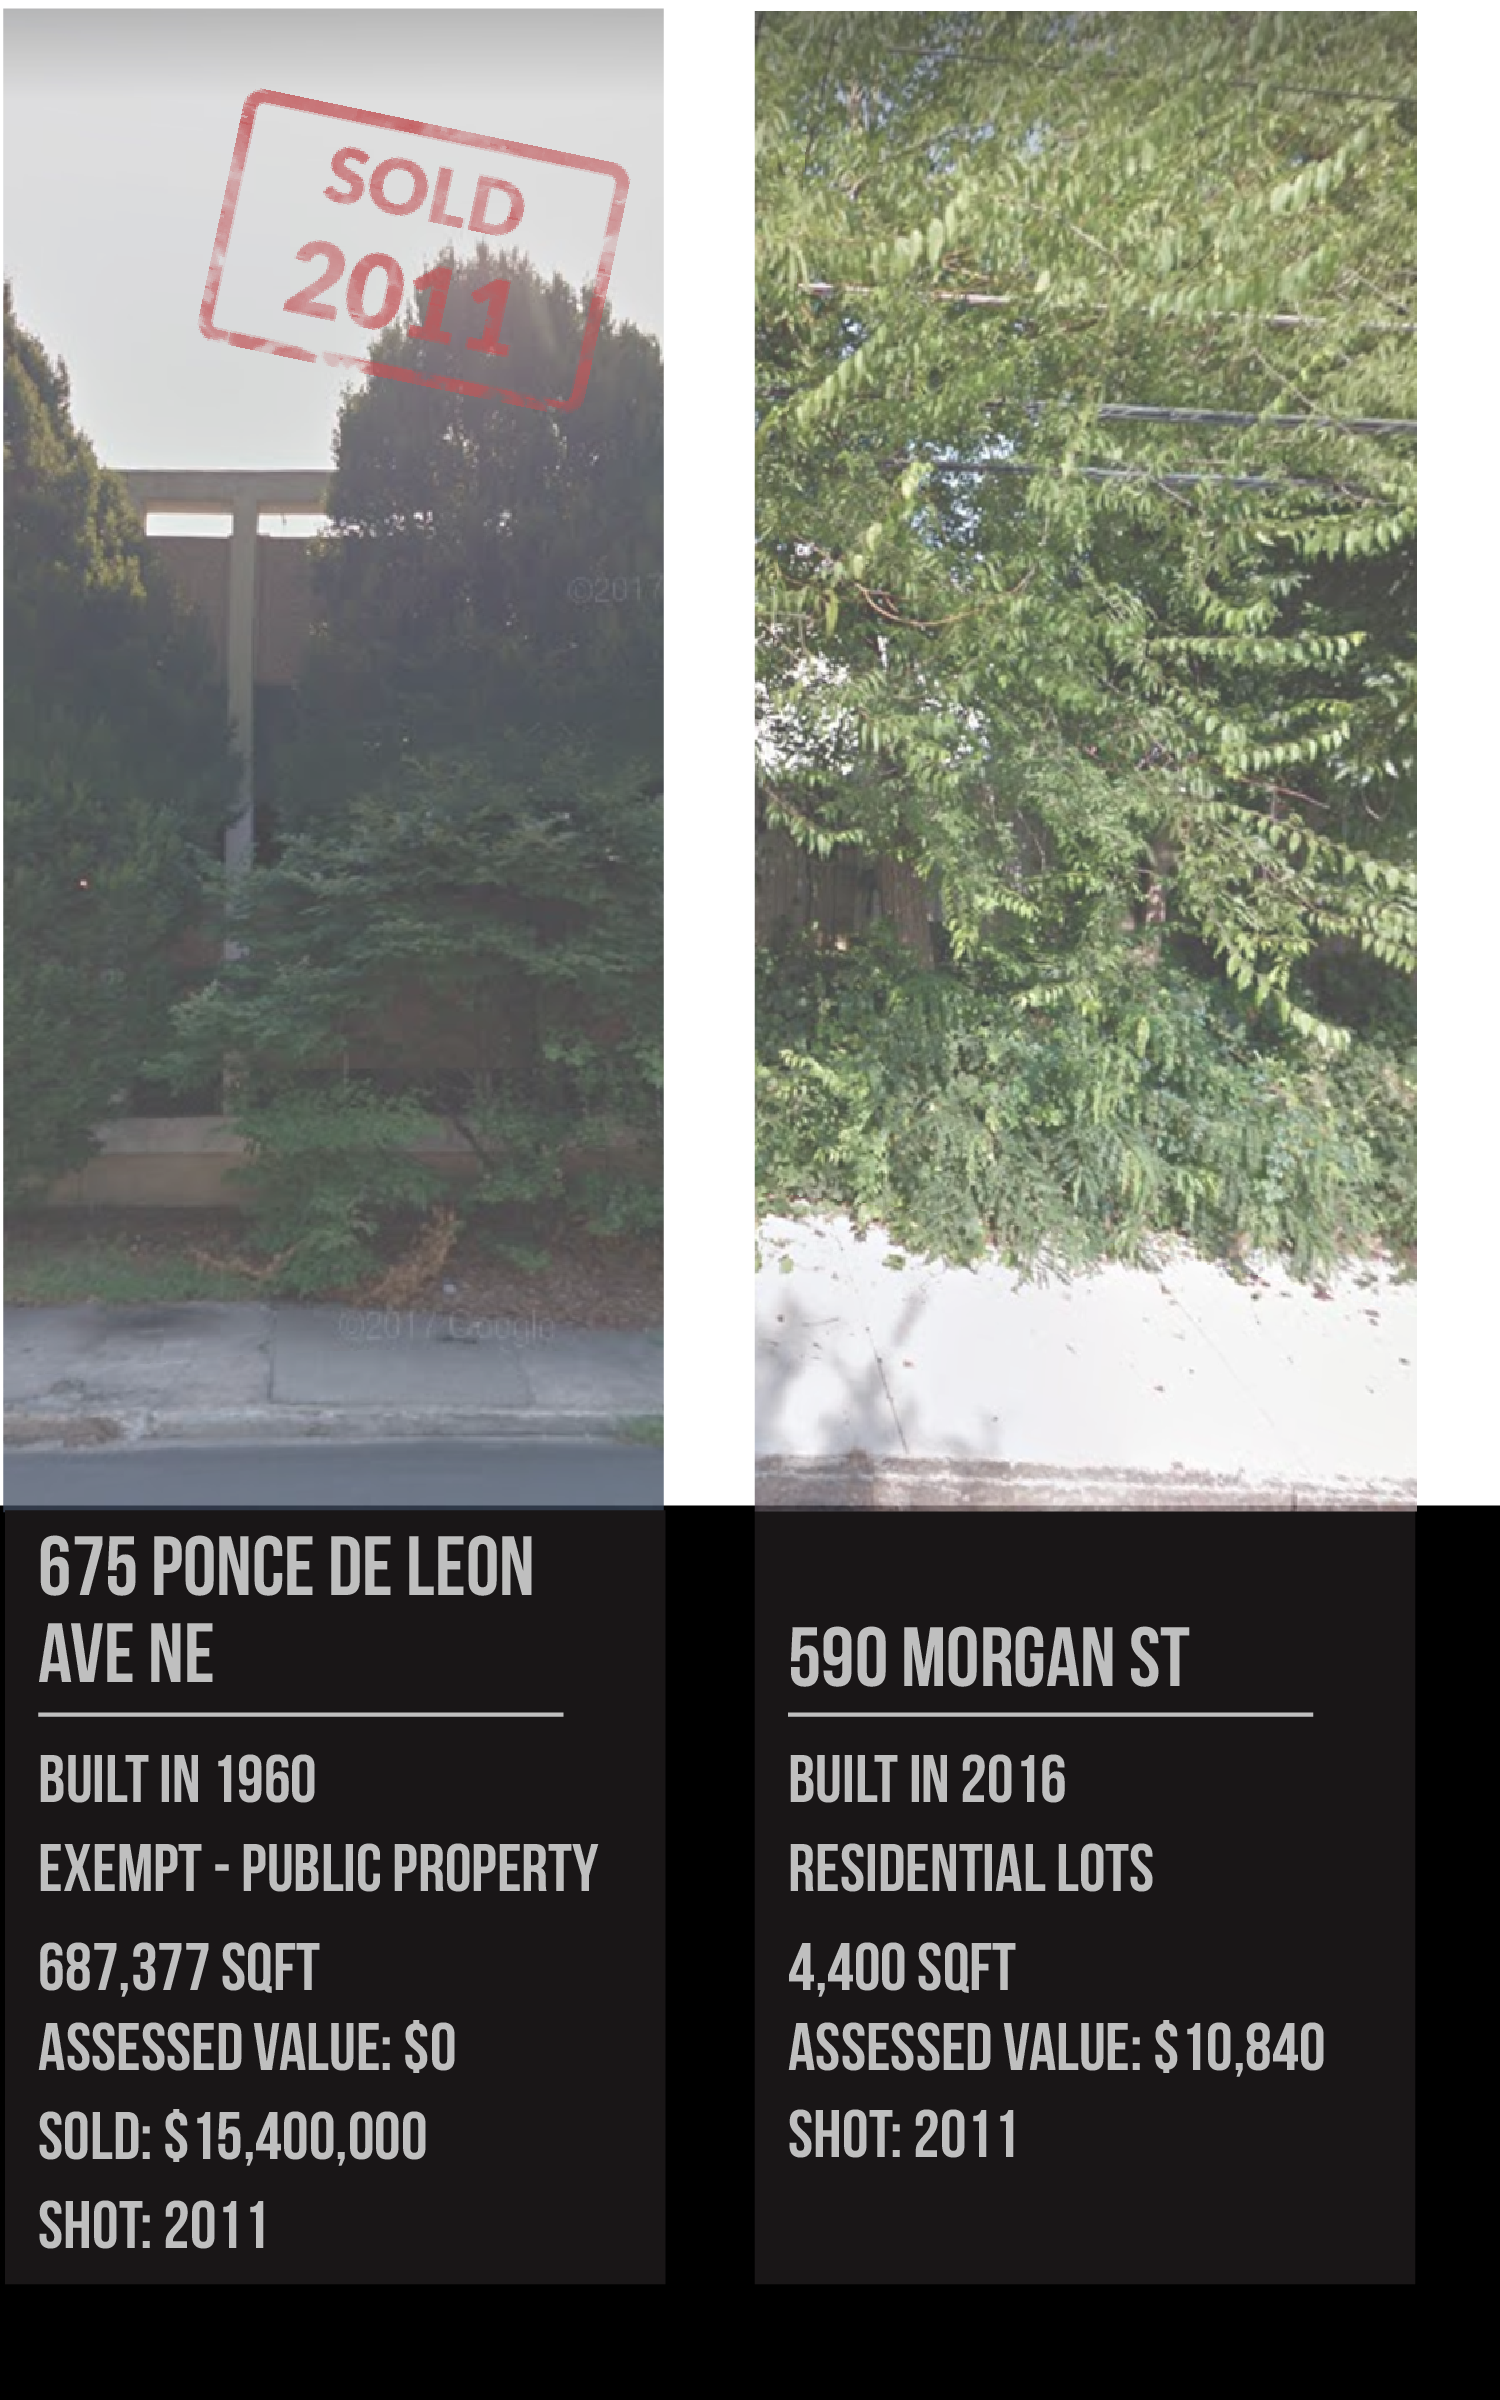 SOLD
2011
©2017
©2017 Google
675 PONCE DE LEON
AVE NE
BUILT IN 1960
EXEMPT - PUBLIC PROPERTY
687,377 SQFT
ASSESSED VALUE: $0
SOLD: $15,400,000
SHOT: 2011
590 MORGAN ST
BUILT IN 2016
RESIDENTIAL LOTS
4,400 SQFT
ASSESSED VALUE: $10,840
SHOT: 2011